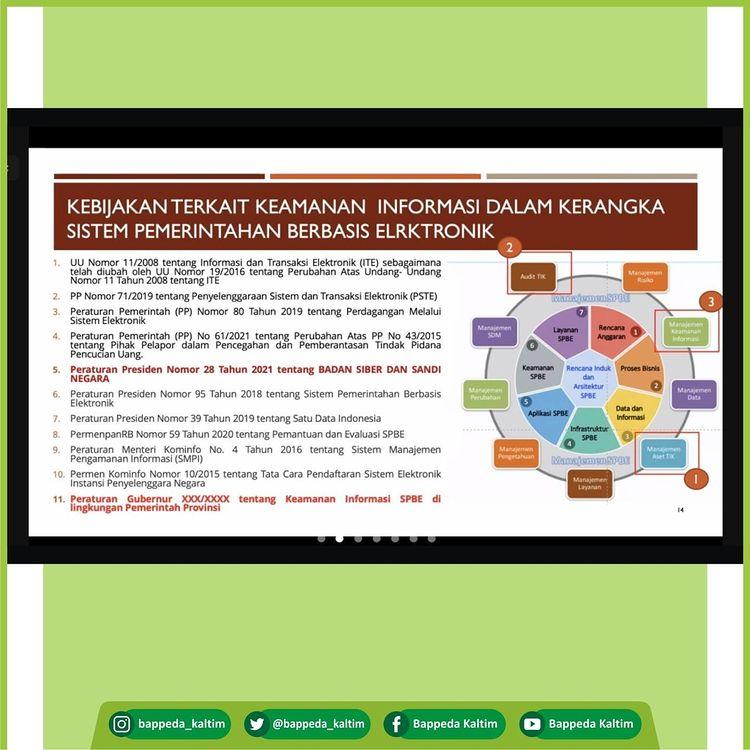 KEBIJAKAN TERKAIT KEAMANAN INFORMASI DALAM KERANGKA
SISTEM PEMERINTAHAN BERBASIS ELRKTRONIK
1. UU Nomor 11/2008 tentang Informasi dan Transaksi Elektronik (ITE) sebagaimana
telah diubah oleh UU Nomor 19/2016 tentang Perubahan Atas Undang- Undang
Nomor 11 Tahun 2008 tentang ITE
2. PP Nomor 71/2019 tentang Penyelenggaraan Sistem dan Transaksi Elektronik (PSTE)
3. Peraturan Pemerintah (PP) Nomor 80 Tahun 2019 tentang Perdagangan Melalui
Sistem Elektronik
4. Peraturan Pemerintah (PP) No 61/2021 tentang Perubahan Atas PP No 43/2015
tentang Pihak Pelapor dalam Pencegahan dan Pemberantasan Tindak Pidana
Pencucian Uang.
5. Peraturan Presiden Nomor 28 Tahun 2021 tentang BADAN SIBER DAN SANDI
NEGARA
6. Peraturan Presiden Nomor 95 Tahun 2018 tentang Sistem Pemerintahan Berbasis
Elektronik
7. Peraturan Presiden Nomor 39 Tahun 2019 tentang Satu Data Indonesia
8. PermenpanRB Nomor 59 Tahun 2020 tentang Pemantuan dan Evaluasi SPBE
9. Peraturan Menteri Kominfo No. 4 Tahun 2016 tentang Sistem Manajemen
Pengamanan Informasi (SMPI)
10. Permen Kominfo Nomor 10/2015 tentang Tata Cara Pendaftaran Sistem Elektronik
Instansi Penyelenggara Negara
11. Peraturan Gubernur XXX/XXXX tentang Keamanan Informasi SPBE di
lingkungan Pemerintah Provinsi
2
Audit TIK
Manajemen
Risiko
3
Manajemen SPBE
Manajemen
SDM
Manajemen
Keamanan
Informasi
7
Layanan
SPBE
Rencana
Anggaran
1
6
Keamanan
SPBE
Rencana Induk
dan
Arsitektur
SPBE
Proses Bisnis
2
Manajemen
Perubahan
Manajemen
Data
5
Aplikasi SPBE
Data dan
Informasi
3
Infrastruktur
SPBE
4
Manajemen
Pengetahuan
Manajemen SPBE
Manajemen
Aset TIK
Manajemen
Layanan
1
14
bappeda_kaltim
@bappeda_kaltim
Bappeda Kaltim
Bappeda Kaltim